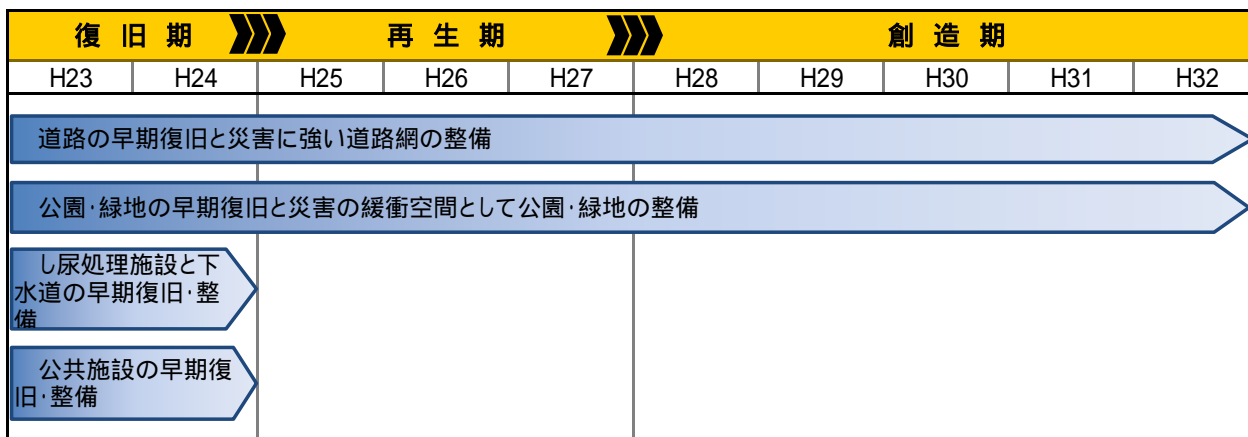 復旧期 再生期 創造期
H23 H24 H25 H26 H27 H28 H29 H30 H31 H32
道路の早期復旧と災害に強い道路網の整備
公園･緑地の早期復旧と災害の緩衝空間として公園･緑地の整備
し尿処理施設と下
水道の早期復旧･整
備
公共施設の早期復
旧･整備